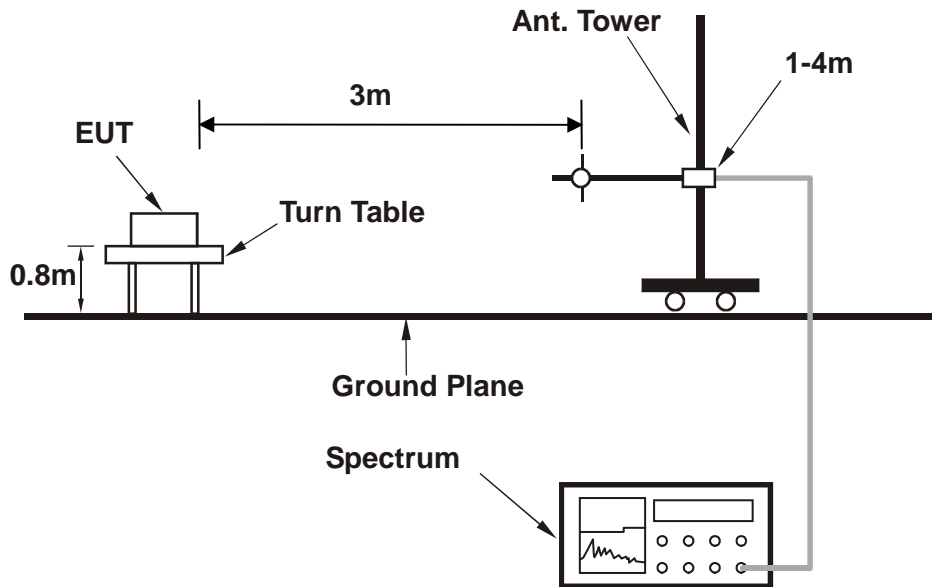 Ant. Tower
1-4m
3m
EUT
Turn Table
0.8m
Ground Plane
Spectrum